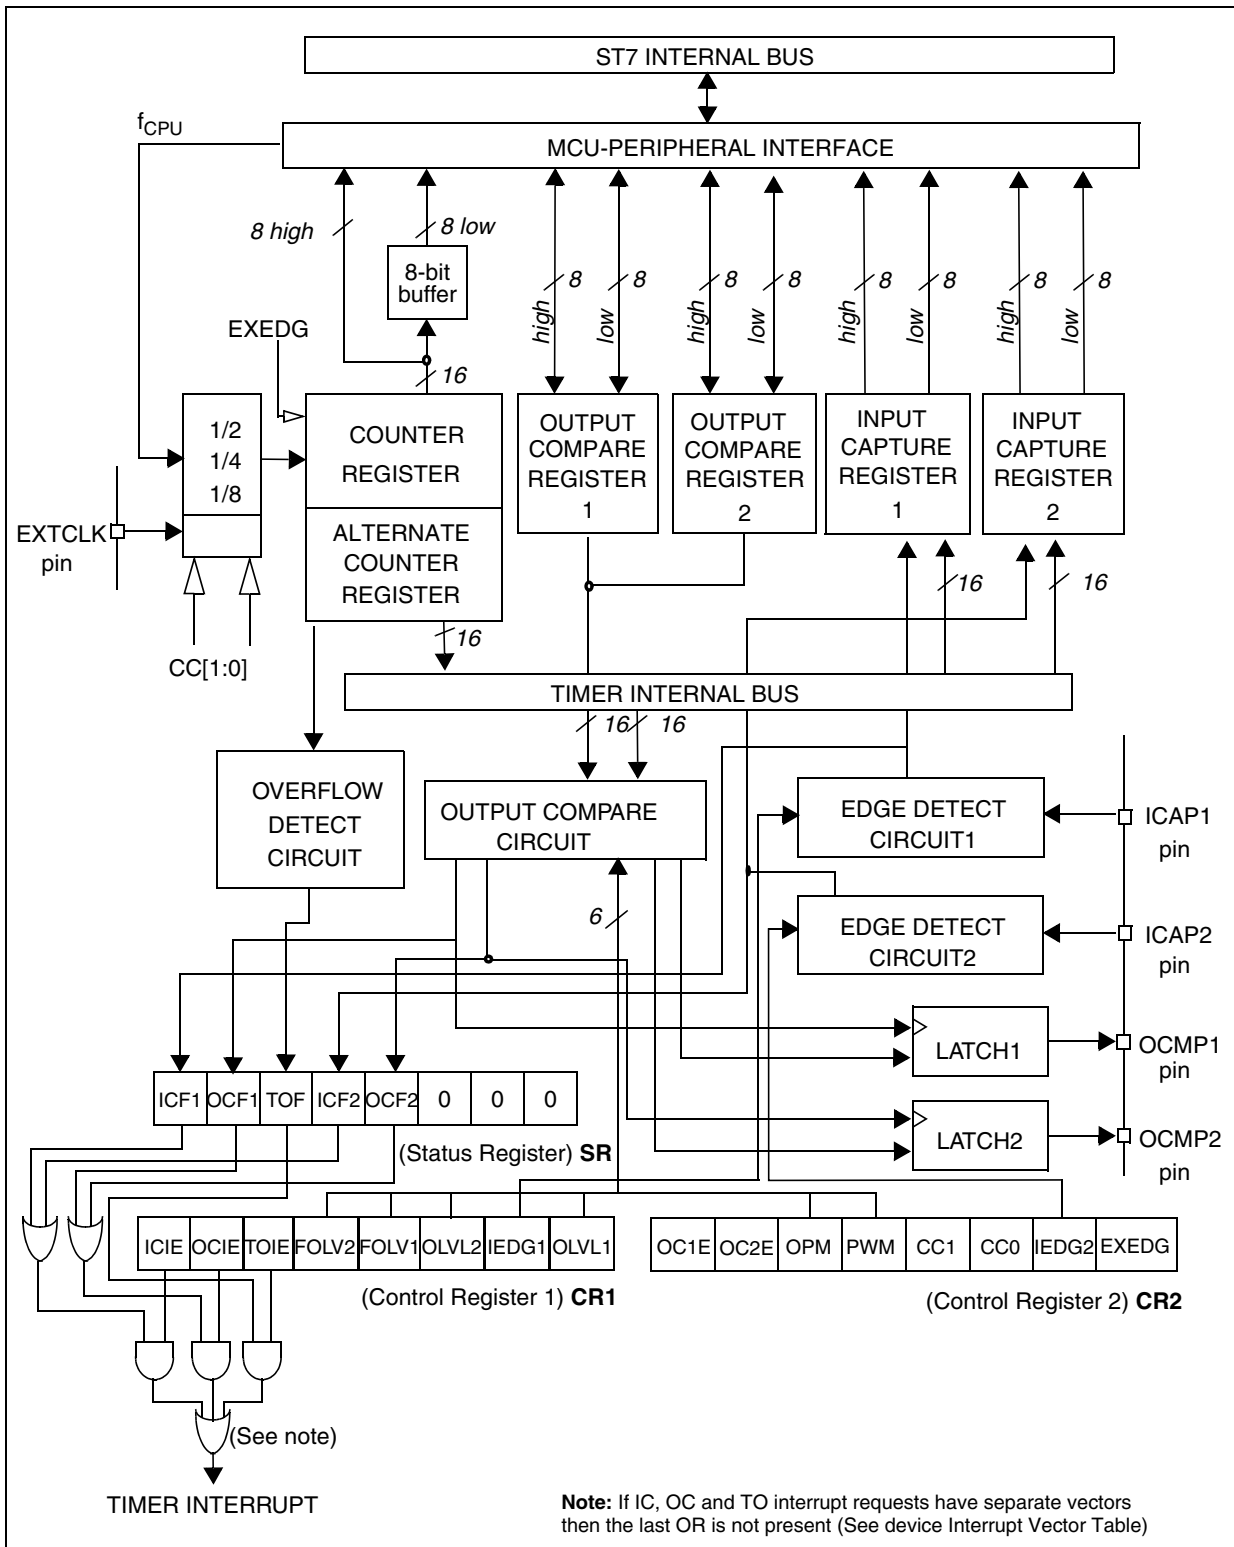 ST7 INTERNAL BUS
fCPU
MCU-PERIPHERAL INTERFACE
8 high
8 low
8-bit
buffer
8
8
8
8
8
8
8
8
high
low
high
low
high
low
high
low
EXEDG
16
1/2
1/4
1/8
COUNTER
REGISTER
ALTERNATE
COUNTER
REGISTER
OUTPUT
COMPARE
REGISTER
1
OUTPUT
COMPARE
REGISTER
2
INPUT
CAPTURE
REGISTER
1
INPUT
CAPTURE
REGISTER
2
EXTCLK
pin
16
16
16
CC[1:0]
TIMER INTERNAL BUS
16
16
OVERFLOW
DETECT
CIRCUIT
OUTPUT COMPARE
CIRCUIT
EDGE DETECT
CIRCUIT1
ICAP1
pin
6
EDGE DETECT
CIRCUIT2
ICAP2
pin
LATCH1
OCMP1
pin
ICF1 OCF1 TOF ICF2 OCF2 0 0 0
(Status Register) SR
LATCH2
OCMP2
pin
ICIE OCIE TOIE FOLV2 FOLV1 OLVL2 IEDG1 OLVL1
(Control Register 1) CR1
OC1E OC2E OPM PWM CC1 CC0 IEDG2 EXEDG
(Control Register 2) CR2
(See note)
TIMER INTERRUPT
Note: If IC, OC and TO interrupt requests have separate vectors
then the last OR is not present (See device Interrupt Vector Table)